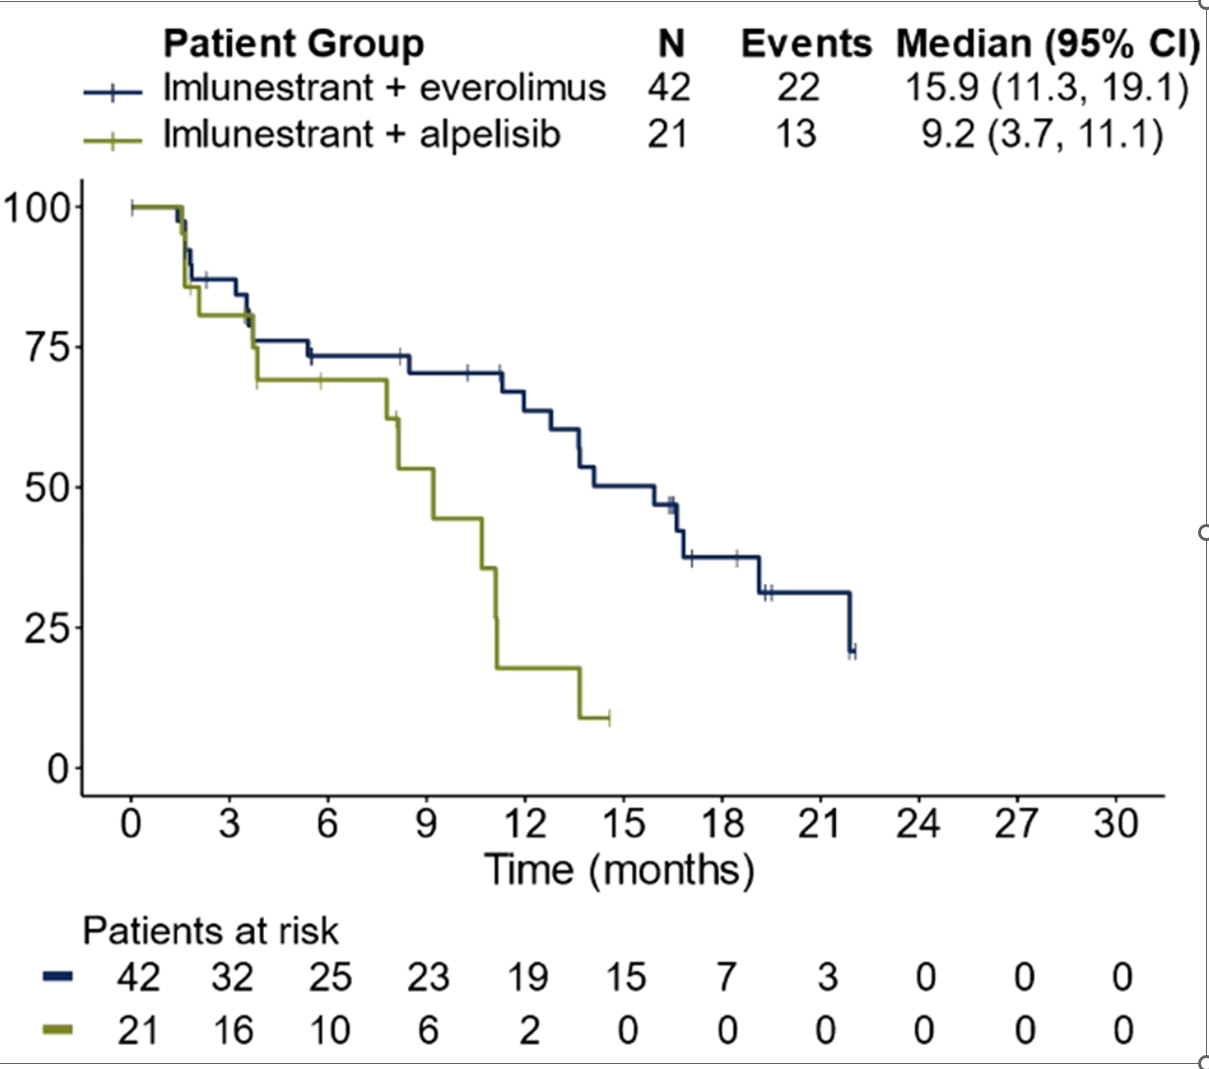 Patient Group N Events Median (95% CI)
Imlunestrant + everolimus 42 22 15.9 (11.3, 19.1)
Imlunestrant + alpelisib 21 13 9.2 (3.7, 11.1)
100
75
50
25
0
0 3 6 9 12 15 18 21 24 27 30
Time (months)
Patients at risk
42 32 25 23 19 15 7 3 0 0 0
21 16 10 6 2 0 0 0 0 0 0